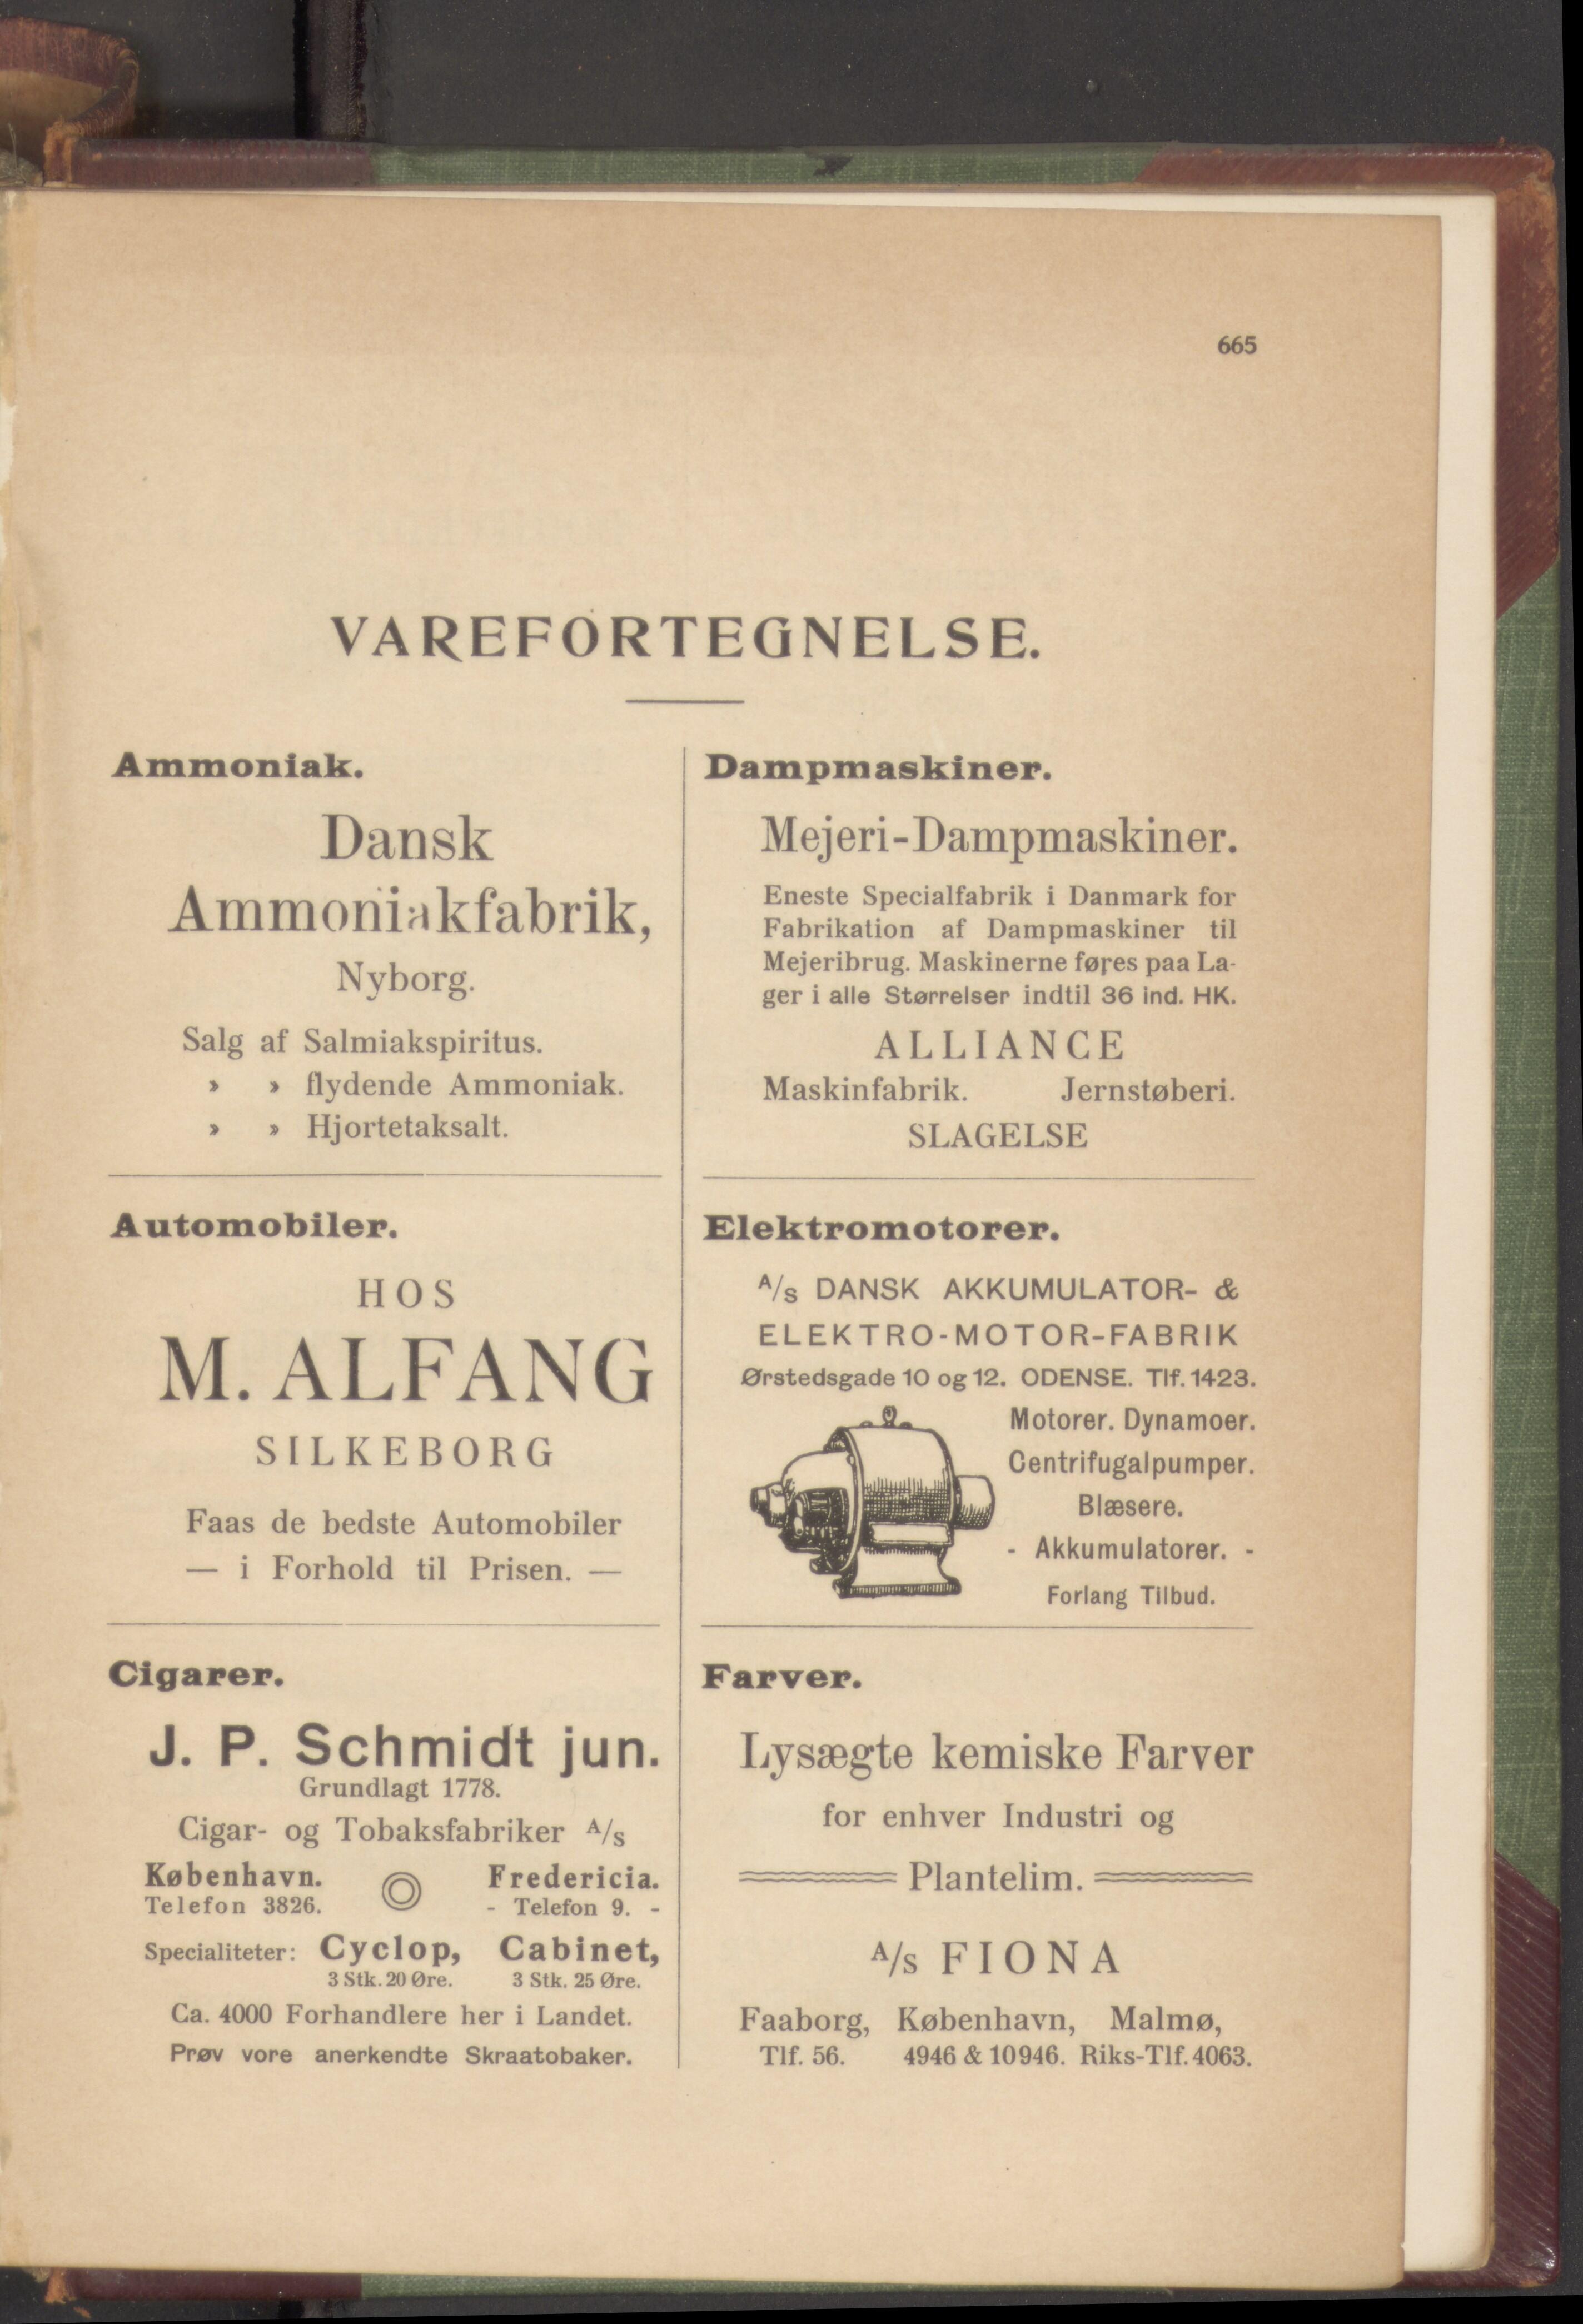 665
VAREFORTEGNELSE.
Ammoniak.
Dansk
Ammoniakfabrik,
Nyborg.
Salg af Salmiakspiritus.
» » flydende Ammoniak.
» » Hjortetaksalt.
Automobiler.
HOS
M. ALFANG
SILKEBORG
Faas de bedste Automobiler
— i Forhold til Prisen. —
Cigarer.
J. P. Schmidt jun.
Grundlagt 1778.
Cigar- og Tobaksfabriker A/s
København. Fredericia.
Telefon 3826. - Telefon 9. -
Specialiteter: Cyclop, Cabinet,
3 Stk. 20 Øre. 3 Stk. 25 Øre.
Ca. 4000 Forhandlere her i Landet.
Prøv vore anerkendte Skraatobaker.
Dampmaskiner.
Mejeri-Dampmaskiner.
Eneste Specialfabrik i Danmark for
Fabrikation af Dampmaskiner til
Mejeribrug. Maskinerne føres paa La-
ger i alle Størrelser indtil 36 ind. HK.
ALLIANCE
Maskinfabrik. Jernstøberi.
SLAGELSE
Elektromotorer.
A/s DANSK AKKUMULATOR- &
ELEKTRO-MOTOR-FABRIK
Ørstedsgade 10 og 12. ODENSE. Tlf. 1423.
Motorer. Dynamoer.
Centrifugalpumper.
Blæsere.
- Akkumulatorer. -
Forlang Tilbud.
Farver.
Lysægte kemiske Farver
for enhver Industri og
Plantelim.
A/s FIONA
Faaborg, København, Malmø,
Tlf. 56. 4946 & 10946. Riks-Tlf. 4063.